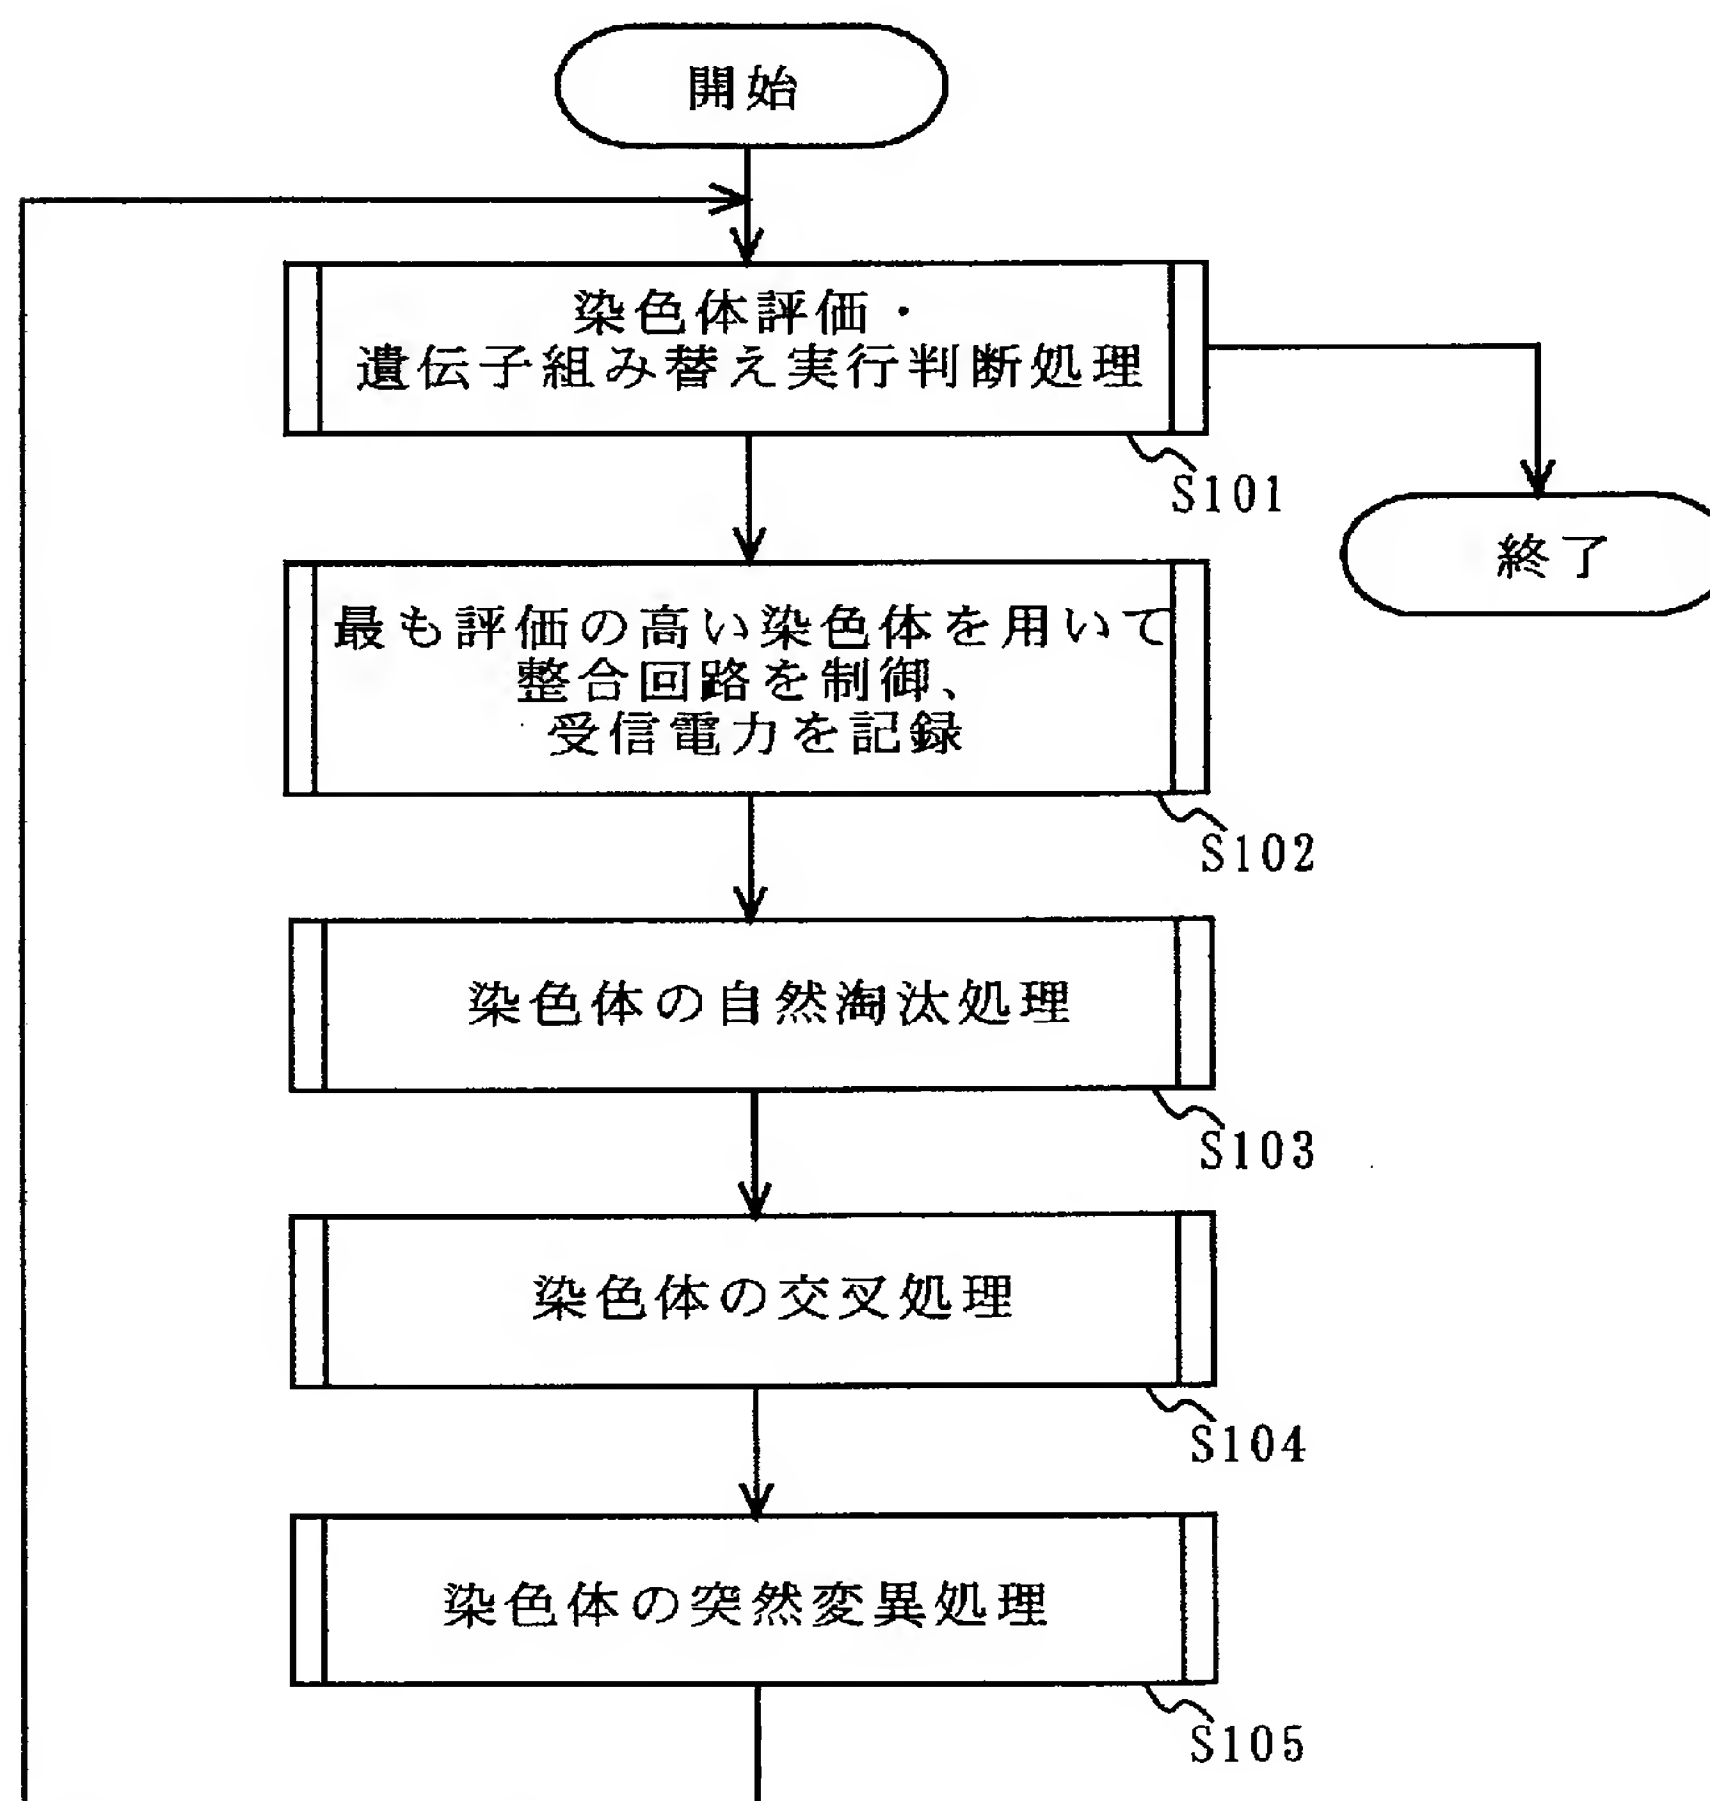 開始
染色体評価・
遺伝子組み替え実行判断処理
S101
終了
最も評価の高い染色体を用いて
整合回路を制御、
受信電力を記録
S102
染色体の自然淘汰処理
S103
染色体の交叉処理
S104
染色体の突然変異処理
S105